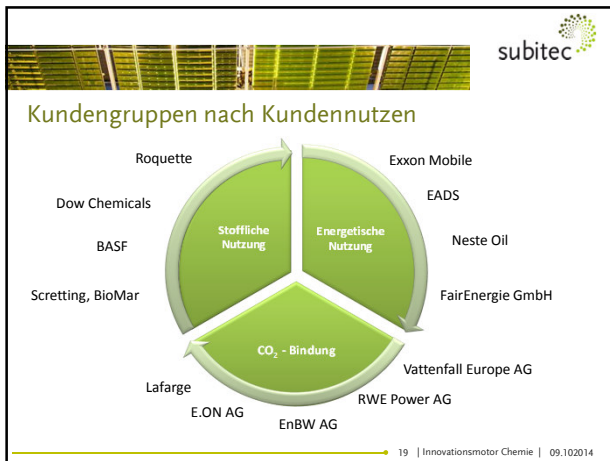 subitec
Kundengruppen nach Kundennutzen
Roquette
Dow Chemicals
BASF
Scretting, BioMar
Stoffliche
Nutzung
Energetische
Nutzung
CO₂ - Bindung
Exxon Mobile
EADS
Neste Oil
FairEnergie GmbH
Vattenfall Europe AG
RWE Power AG
EnBW AG
E.ON AG
Lafarge
19 | Innovationsmotor Chemie | 09.102014